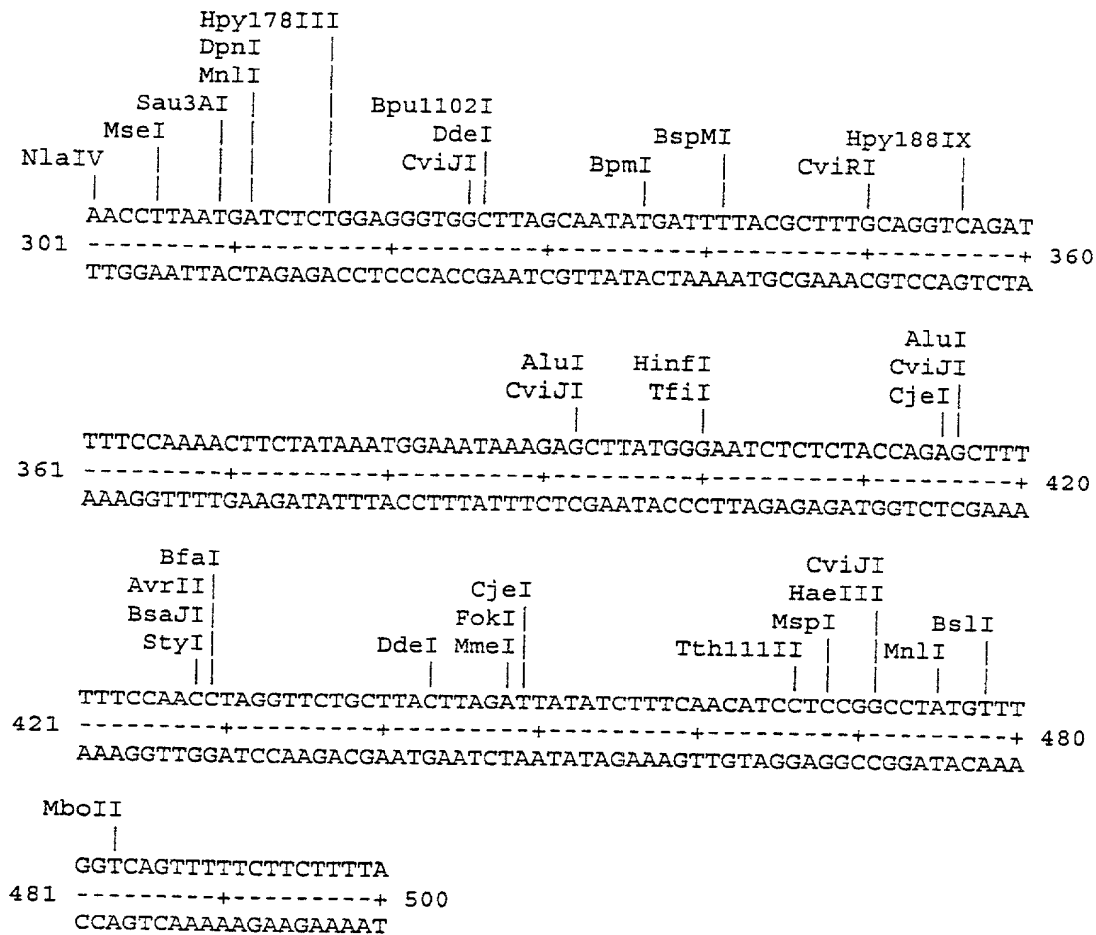 Hpy178III
DpnI
MnlI
Sau3AI Bpu1102I
MseI DdeI BspMI Hpy188IX
NlaIV CviJI BpmI CviRI
AACCTTAATGATCTCTGGAGGGTGGCTTAGCAATATGATTTTACGCTTTGCAGGTCAGAT
301 ---------+---------+---------+---------+---------+---------+ 360
TTGGAATTACTAGAGACCTCCCACCGAATCGTTATACTAAAATGCGAAACGTCCAGTCTA
AluI
AluI HinfI CviJI
CviJI TfiI CjeI
TTTCCAAAACTTCTATAAATGGAAATAAAGAGCTTATGGGAATCTCTCTACCAGAGCTTT
361 ---------+---------+---------+---------+---------+---------+ 420
AAAGGTTTTGAAGATATTTACCTTTATTTCTCGAATACCCTTAGAGAGATGGTCTCGAAA
BfaI CviJI
AvrII CjeI HaeIII
BsaJI FokI MspI BslI
StyI DdeI MmeI Tth111II MnlI
TTTCCAACCTAGGTTCTGCTTACTTAGATTATATCTTTCAACATCCTCCGGCCTATGTTT
421 ---------+---------+---------+---------+---------+---------+ 480
AAAGGTTGGATCCAAGACGAATGAATCTAATATAGAAAGTTGTAGGAGGCCGGATACAAA
MboII
GGTCAGTTTTTCTTCTTTTA
481 ---------+---------+ 500
CCAGTCAAAAAGAAGAAAAT